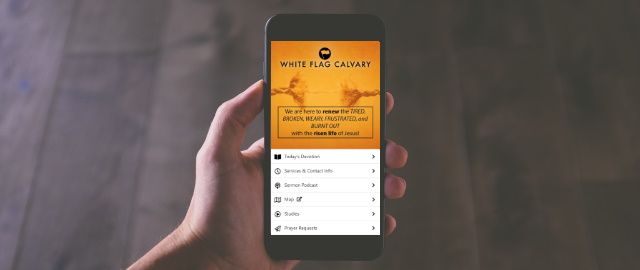 WHITE FLAG CALVARY
We are here to renew the TIRED,
BROKEN, WEARY, FRUSTRATED, and
BURNT OUT
with the risen life of Jesus!
Today's Devotion
Services & Contact Info
Sermon Podcast
Map
Studies
Prayer Requests